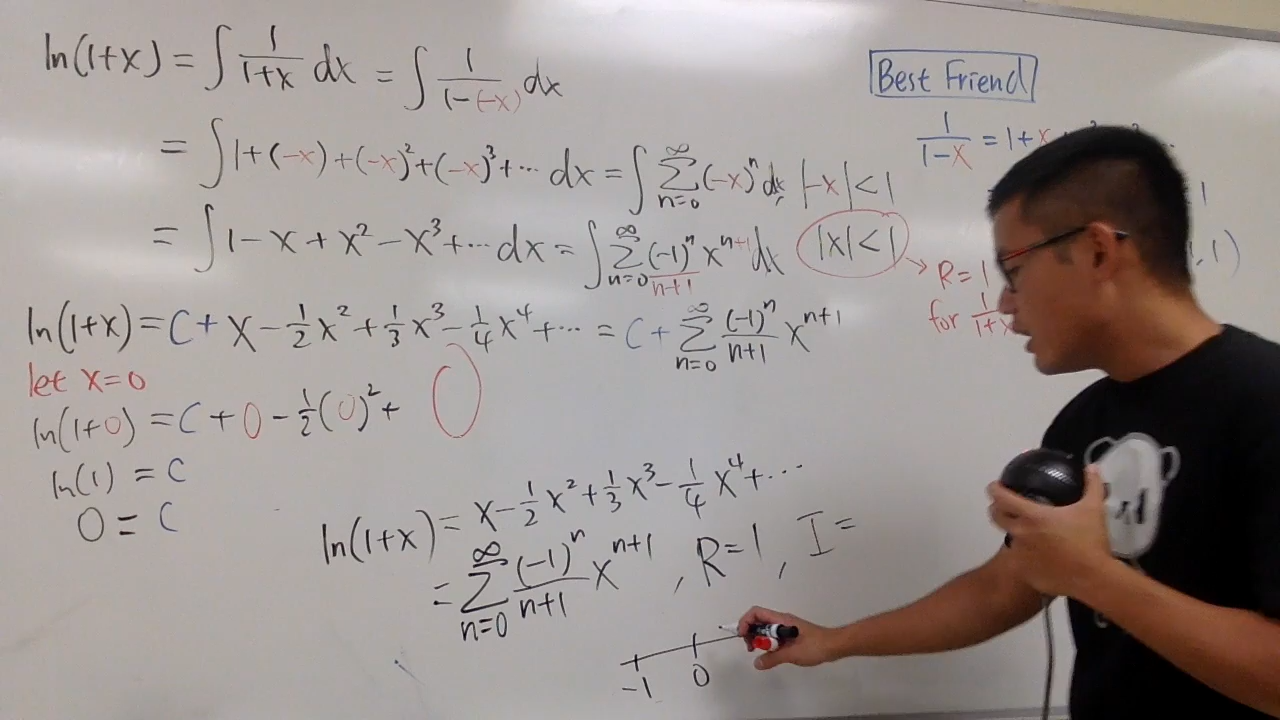 ln(1+x) = ∫ 1/(1+x) dx = ∫ 1/(1-(-x)) dx
= ∫ 1+(-x)+(-x)²+(-x)³+⋯ dx = ∫ ∑_{n=0}^{∞} (-x)ⁿ dx, |-x|<1
= ∫ 1-x+x²-x³+⋯ dx = ∫ ∑_{n=0}^{∞} (-1)ⁿ/(n+1) x^{n+1} dx |x|<1
ln(1+x) = C+x-½x²+⅓x³-¼x⁴+⋯ = C+ ∑_{n=0}^{∞} (-1)ⁿ/(n+1) x^{n+1}
let x=0
ln(1+0) = C+0-½(0)²+ 0
ln(1) = C
0 = C
ln(1+x) = x-½x²+⅓x³-¼x⁴+⋯
= ∑_{n=0}^{∞} (-1)ⁿ/(n+1) x^{n+1}, R=1, I=
-1 0
Best Friend
1/(1-x) = 1+x
1
, 1)
→ R=1
for 1/(1+x